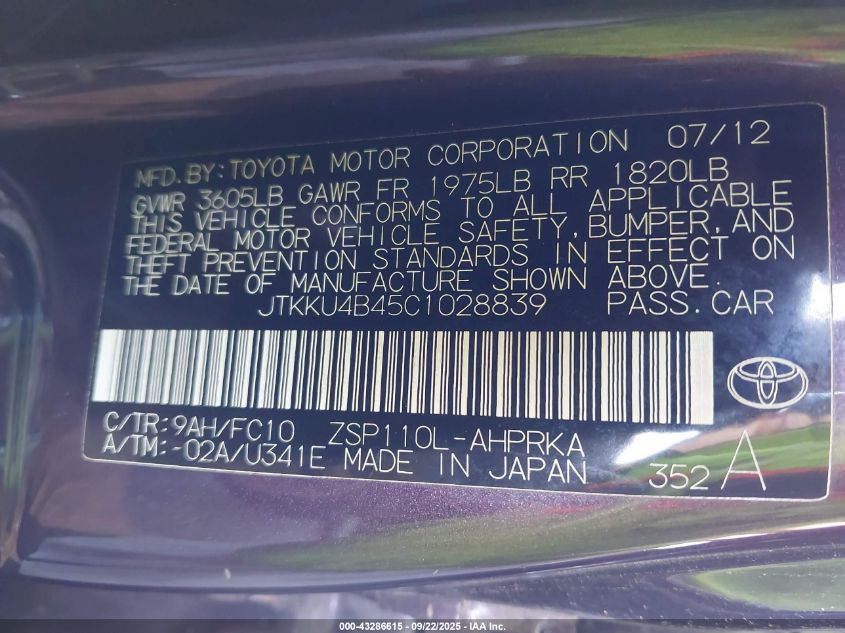 MFD.BY:TOYOTA MOTOR CORPORATION 07/12
GVWR 3605LB GAWR FR 1975LB RR 1820LB
THIS VEHICLE CONFORMS TO ALL APPLICABLE
FEDERAL MOTOR VEHICLE SAFETY,BUMPER,AND
THEFT PREVENTION STANDARDS IN EFFECT ON
THE DATE OF MANUFACTURE SHOWN ABOVE.
JTKKU4B45C1028839 PASS.CAR
C/TR:9AH/FC10 ZSP110L-AHPRKA
A/TM:-02A/U341E MADE IN JAPAN 352 A
000-43286615 - 09/22/2025 - IAA Inc.